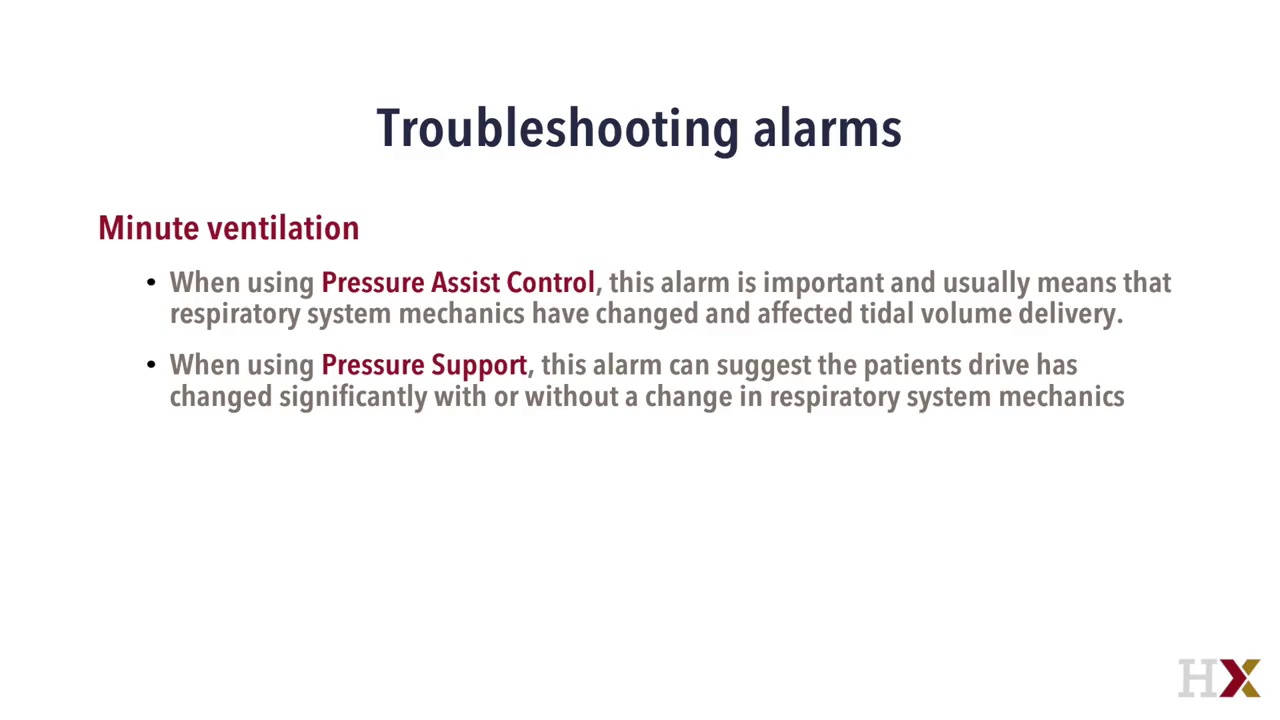 Troubleshooting alarms
Minute ventilation
• When using Pressure Assist Control, this alarm is important and usually means that
respiratory system mechanics have changed and affected tidal volume delivery.
• When using Pressure Support, this alarm can suggest the patients drive has
changed significantly with or without a change in respiratory system mechanics
HX